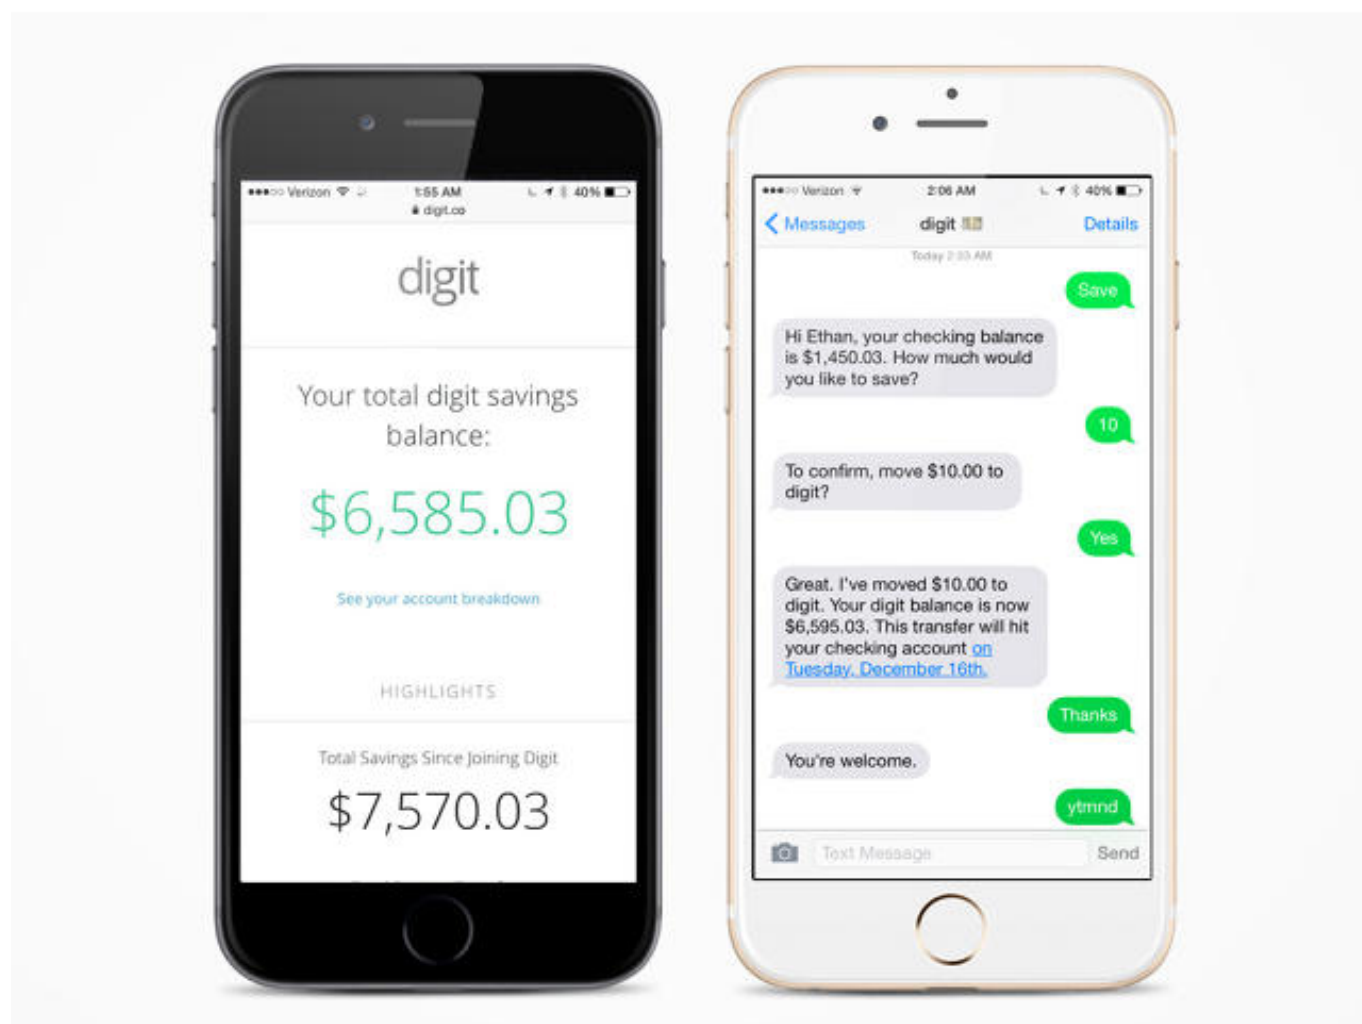 Verizon 1:55 AM 40%
digit.co
digit
Your total digit savings
balance:
$6,585.03
See your account breakdown
HIGHLIGHTS
Total Savings Since Joining Digit
$7,570.03
Verizon 2:06 AM 40%
Messages digit Details
Today 2:03 AM
Save
Hi Ethan, your checking balance
is $1,450.03. How much would
you like to save?
10
To confirm, move $10.00 to
digit?
Yes
Great. I've moved $10.00 to
digit. Your digit balance is now
$6,595.03. This transfer will hit
your checking account on
Tuesday, December 16th.
Thanks
You're welcome.
ytmnd
Text Message Send